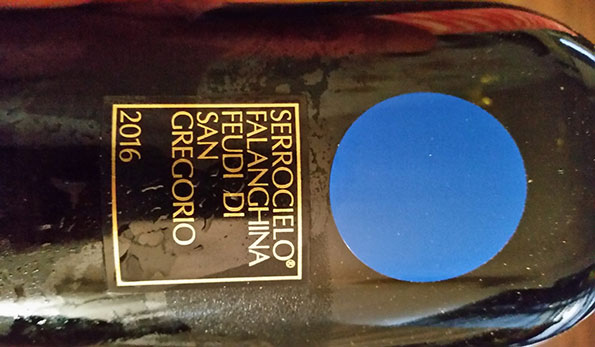 SERROCIELO®
FALANGHINA
FEUDI DI
SAN
GREGORIO
2016